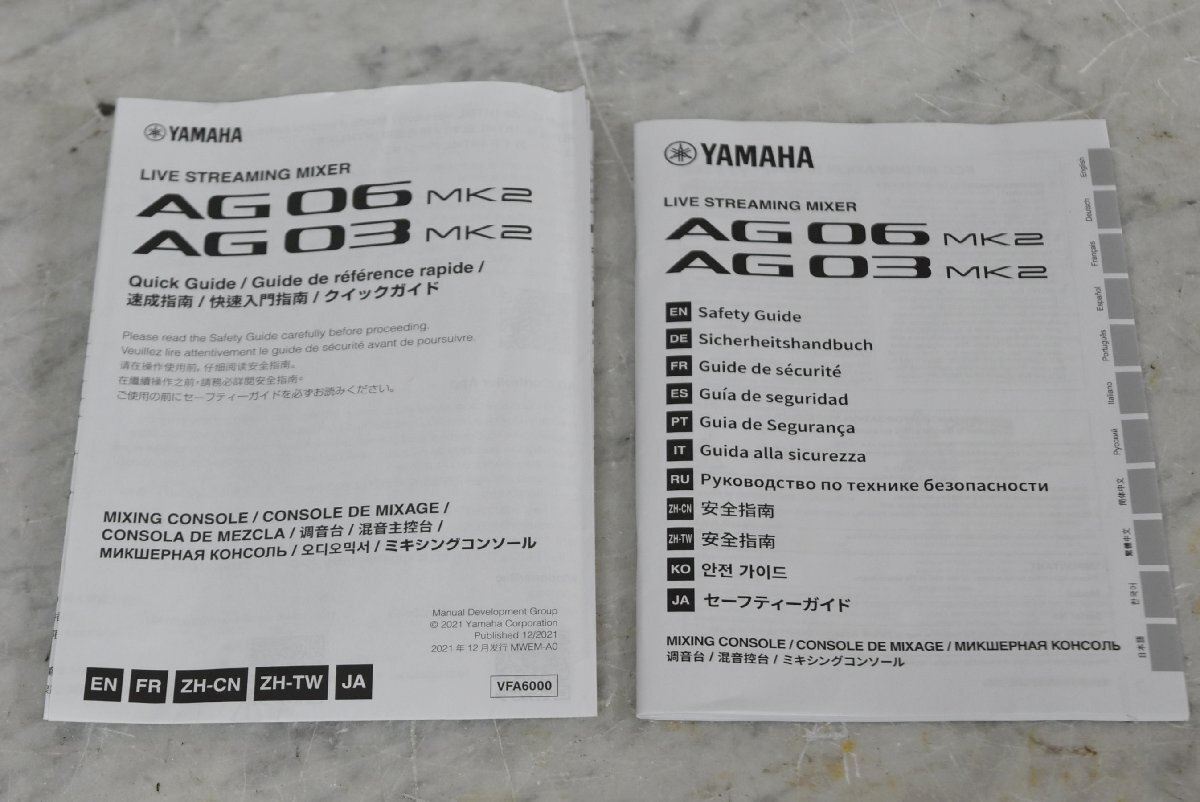 YAMAHA
LIVE STREAMING MIXER
AG06 MK2
AG03 MK2
Quick Guide / Guide de référence rapide /
速成指南 / 快速入門指南 / クイックガイド
Please read the Safety Guide carefully before proceeding.
Veuillez lire attentivement le guide de sécurité avant de poursuivre.
请在操作使用前, 仔细阅读安全指南。
在繼續操作之前,請務必詳閱安全指南。
ご使用の前にセーフティーガイドを必ずお読みください。
MIXING CONSOLE / CONSOLE DE MIXAGE /
CONSOLA DE MEZCLA / 调音台 / 混音主控台 /
МИКШЕРНАЯ КОНСОЛЬ / 오디오믹서 / ミキシングコンソール
Manual Development Group
© 2021 Yamaha Corporation
Published 12/2021
2021 年 12 月发行 MWEM-A0
EN FR ZH-CN ZH-TW JA
VFA6000
YAMAHA
LIVE STREAMING MIXER
AG06 MK2
AG03 MK2
EN Safety Guide
DE Sicherheitshandbuch
FR Guide de sécurité
ES Guía de seguridad
PT Guia de Segurança
IT Guida alla sicurezza
RU Руководство по технике безопасности
ZH-CN 安全指南
ZH-TW 安全指南
KO 안전 가이드
JA セーフティーガイド
MIXING CONSOLE / CONSOLE DE MIXAGE / МИКШЕРНАЯ КОНСОЛЬ
调音台 / 混音控台 / ミキシングコンソール
English
Deutsch
Français
Español
Português
Italiano
Русский
简体中文
繁體中文
한국어
日本語